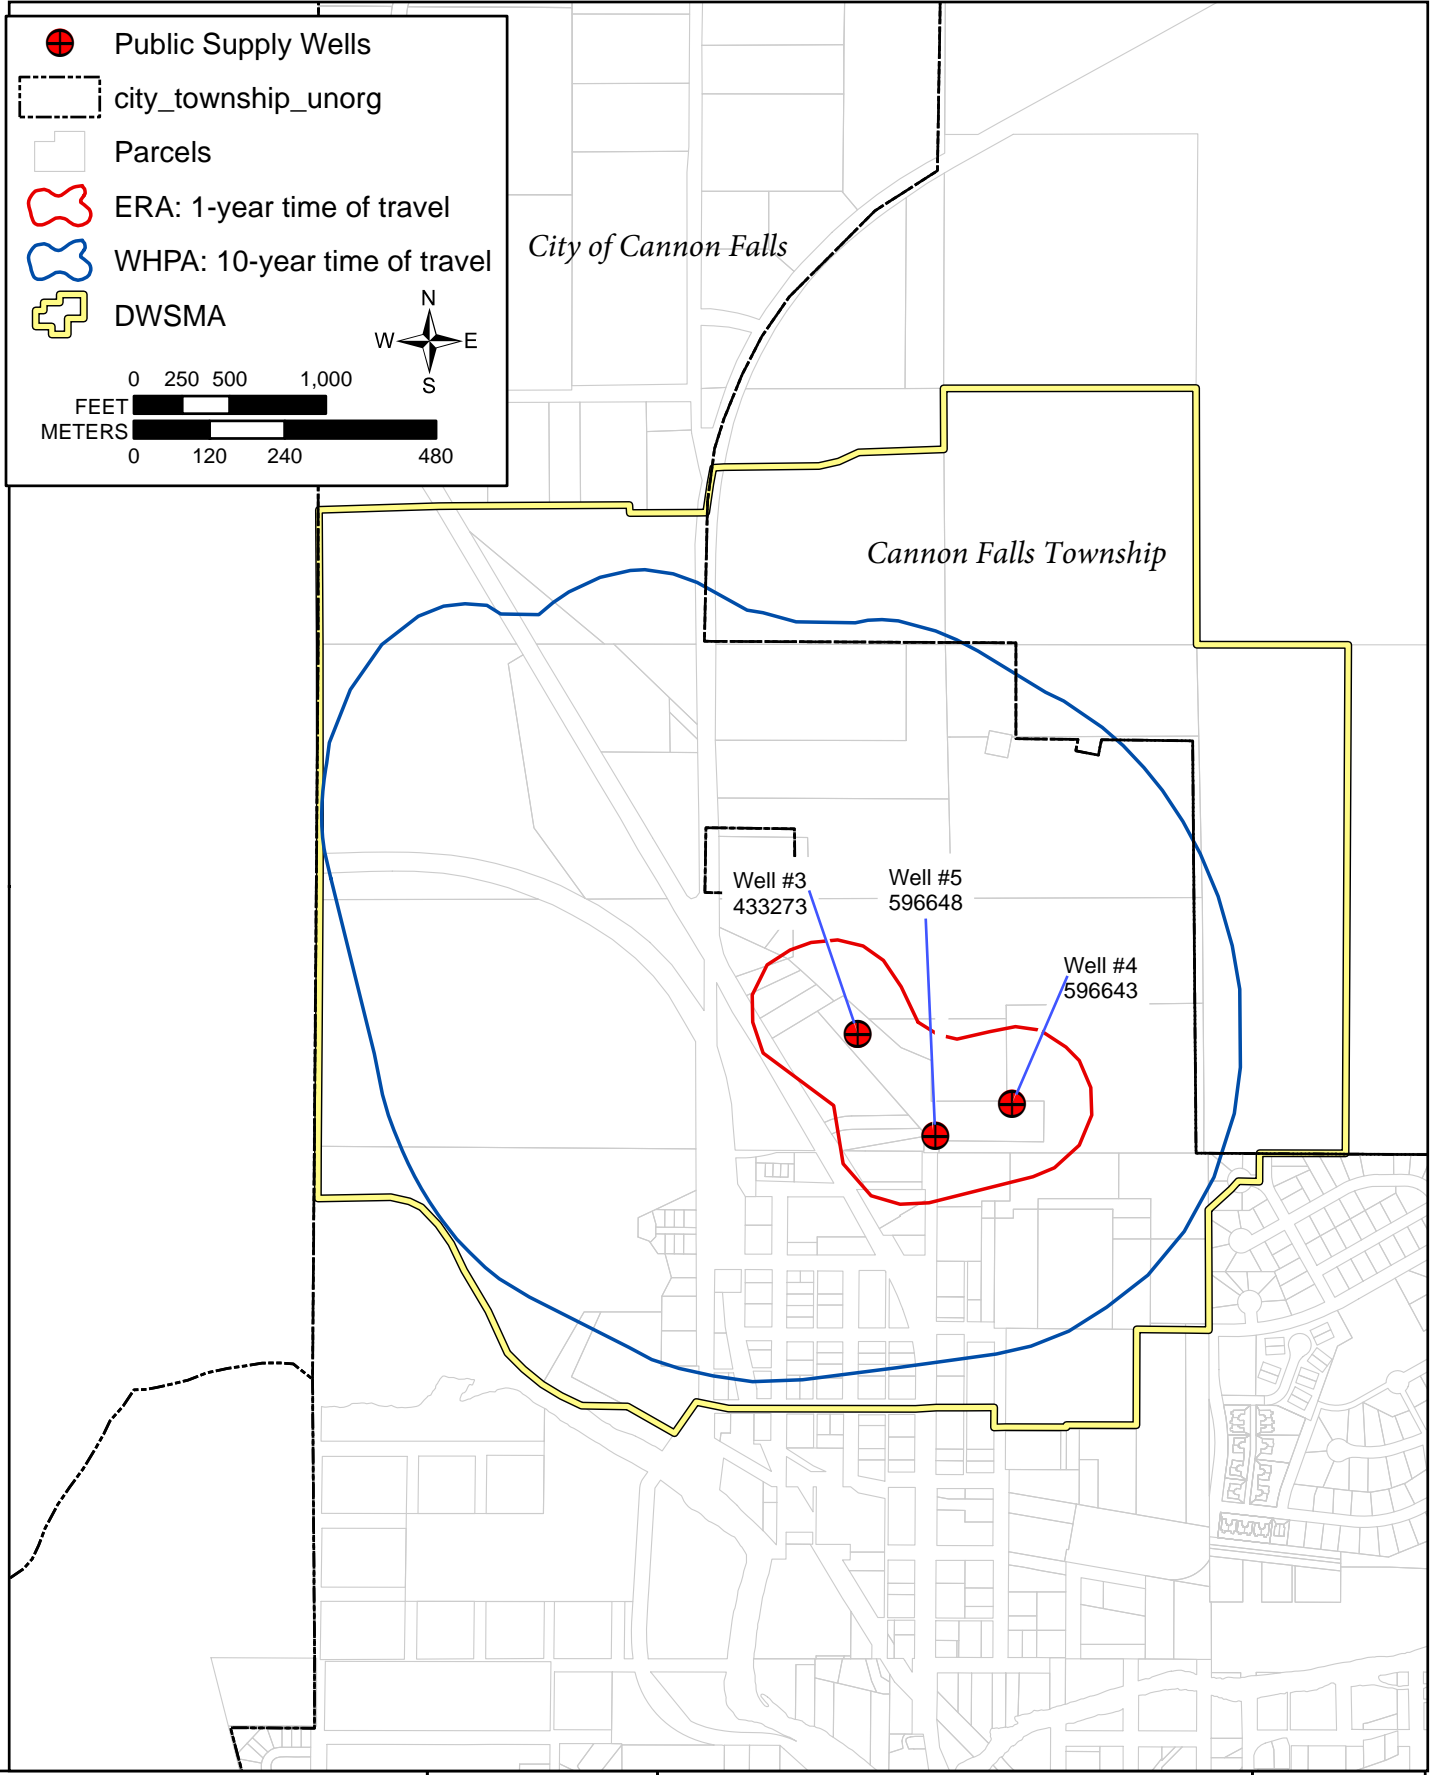 Public Supply Wells
city_township_unorg
Parcels
ERA: 1-year time of travel
WHPA: 10-year time of travel
DWSMA
N
W E
S
0 250 500 1,000
FEET
METERS
0 120 240 480
City of Cannon Falls
Cannon Falls Township
Well #3
433273
Well #5
596648
Well #4
596643